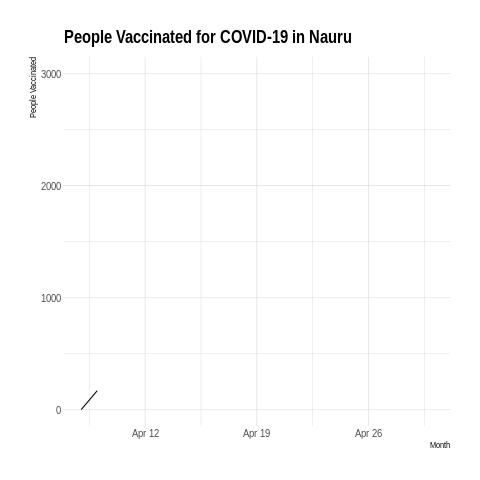 People Vaccinated for COVID-19 in Nauru
People Vaccinated
3000
2000
1000
0
Apr 12 Apr 19 Apr 26
Month